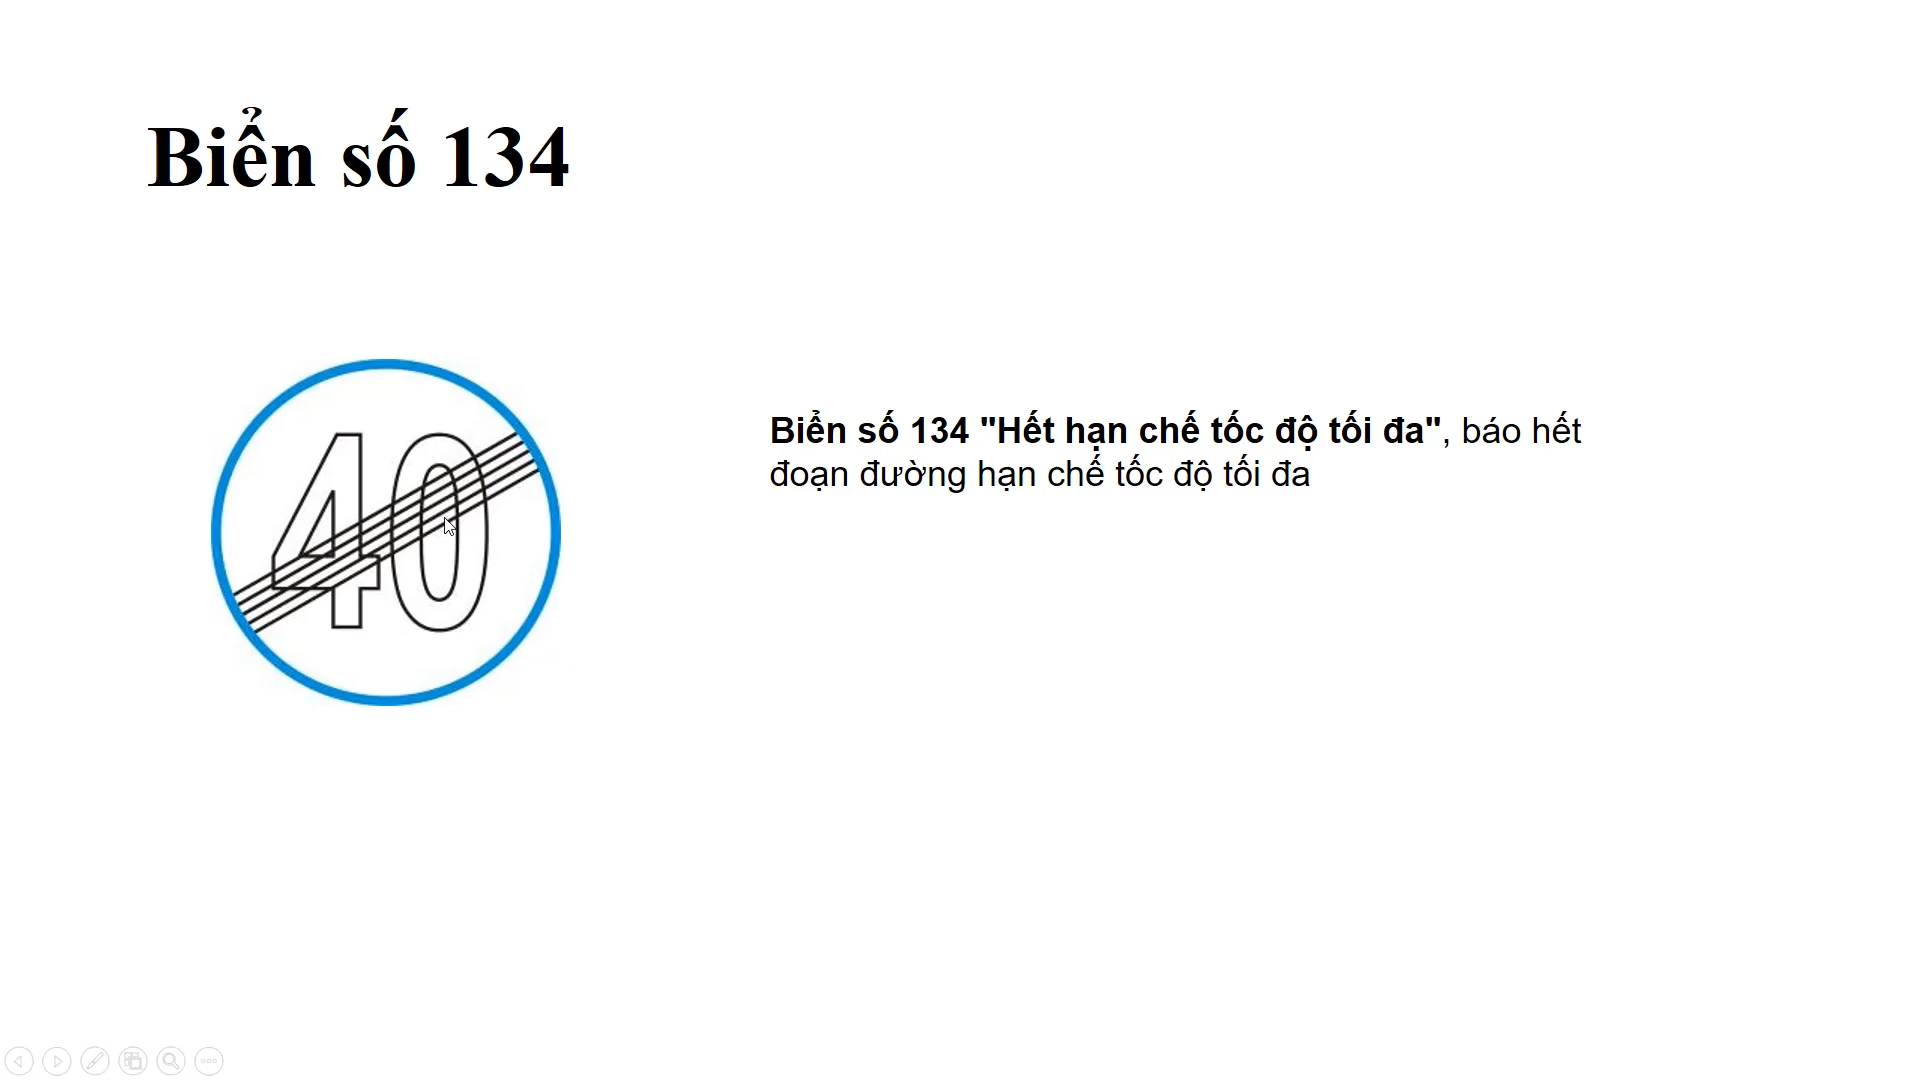 Biển số 134
40
Biển số 134 "Hết hạn chế tốc độ tối đa", báo hết
đoạn đường hạn chế tốc độ tối đa